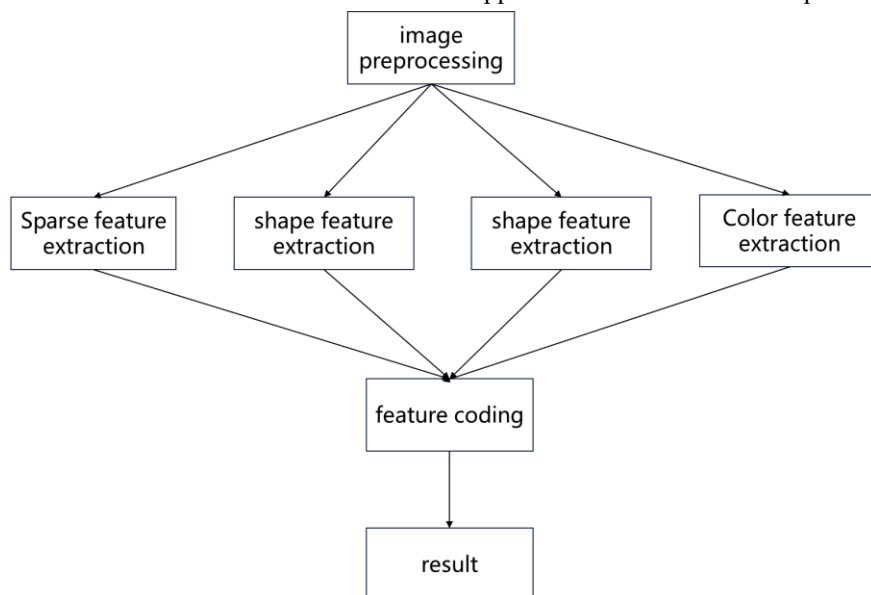 image
preprocessing
Sparse feature
extraction
shape feature
extraction
shape feature
extraction
Color feature
extraction
feature coding
result